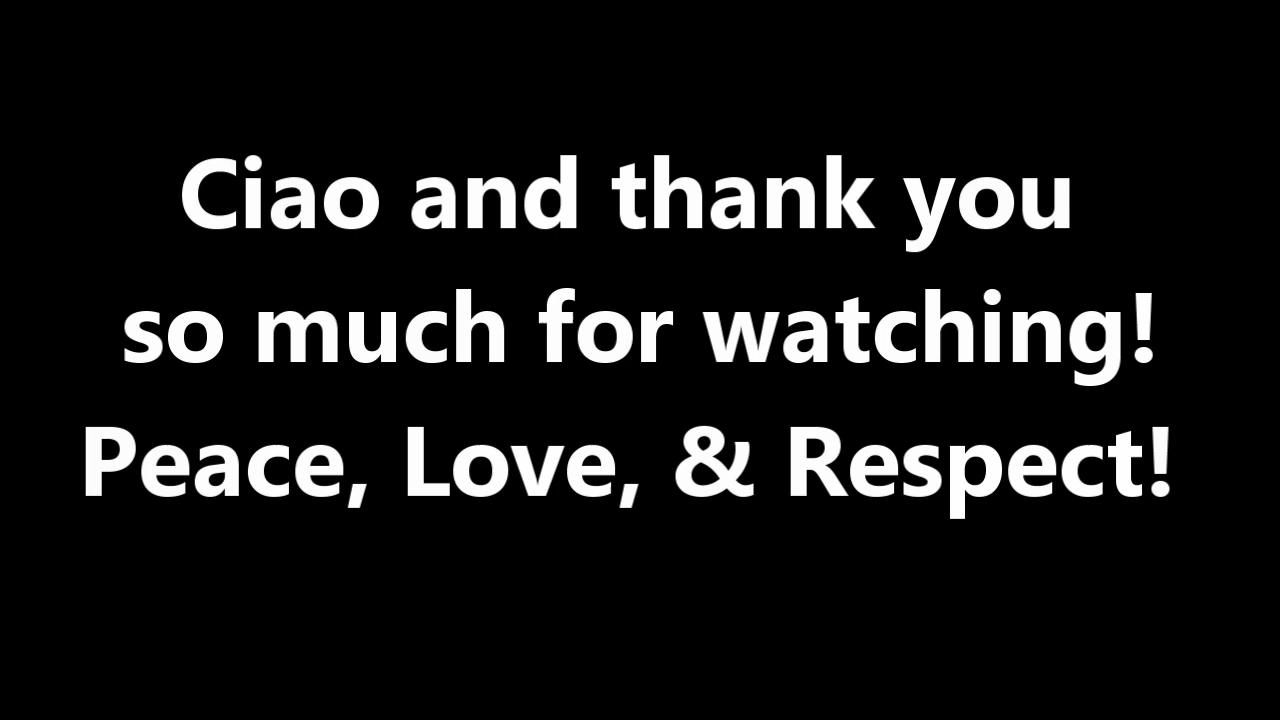 Ciao and thank you
so much for watching!
Peace, Love, & Respect!